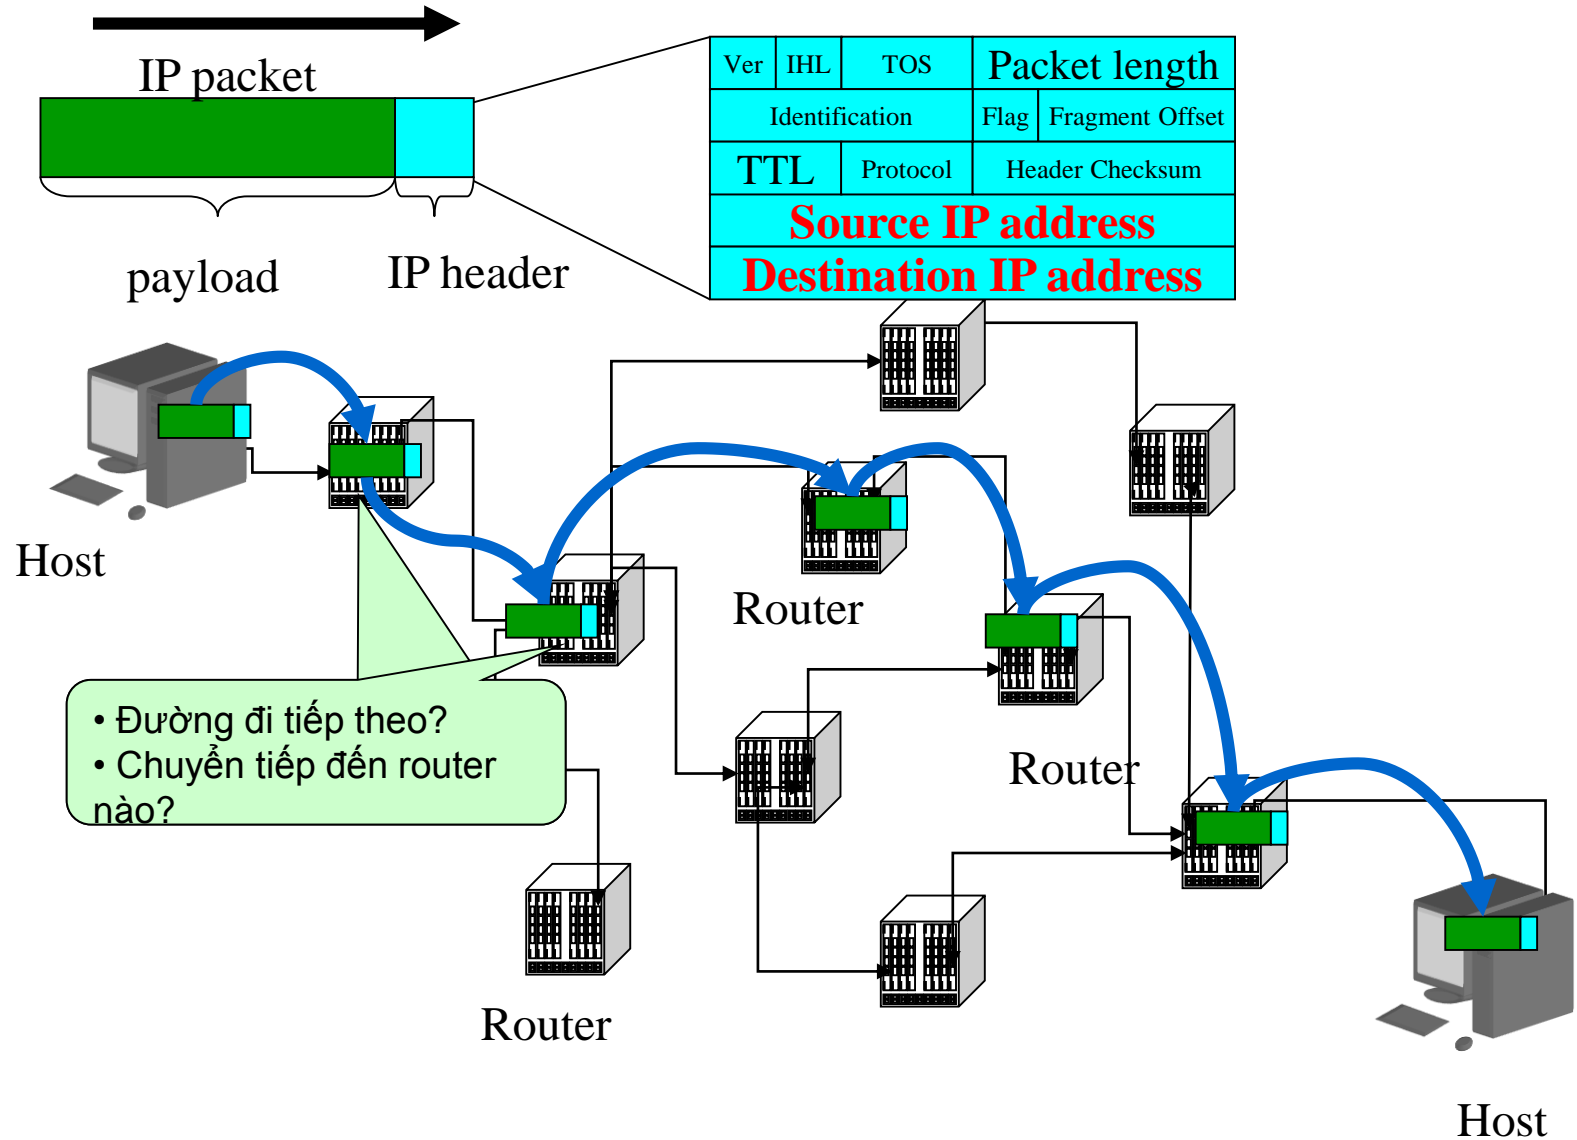 IP packet
payload
IP header
Ver IHL TOS Packet length
Identification Flag Fragment Offset
TTL Protocol Header Checksum
Source IP address
Destination IP address
Host
Router
• Đường đi tiếp theo?
• Chuyển tiếp đến router
nào?
Router
Router
Host